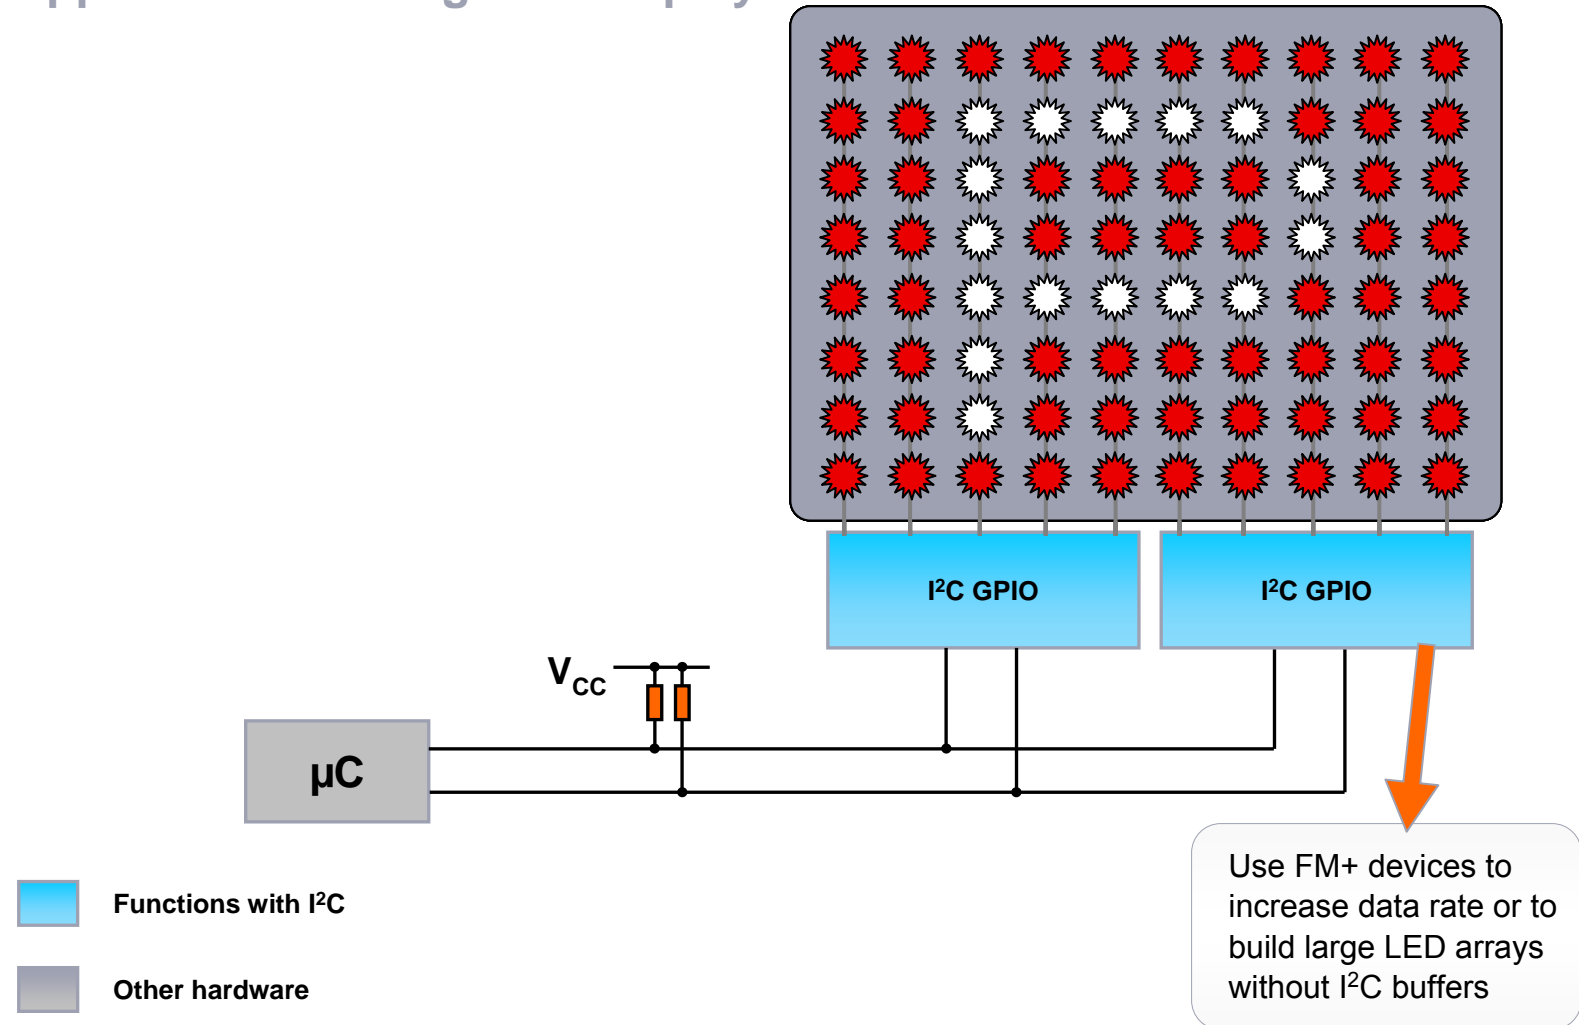 I²C GPIO
I²C GPIO
VCC
µC
Functions with I²C
Other hardware
Use FM+ devices to
increase data rate or to
build large LED arrays
without I²C buffers